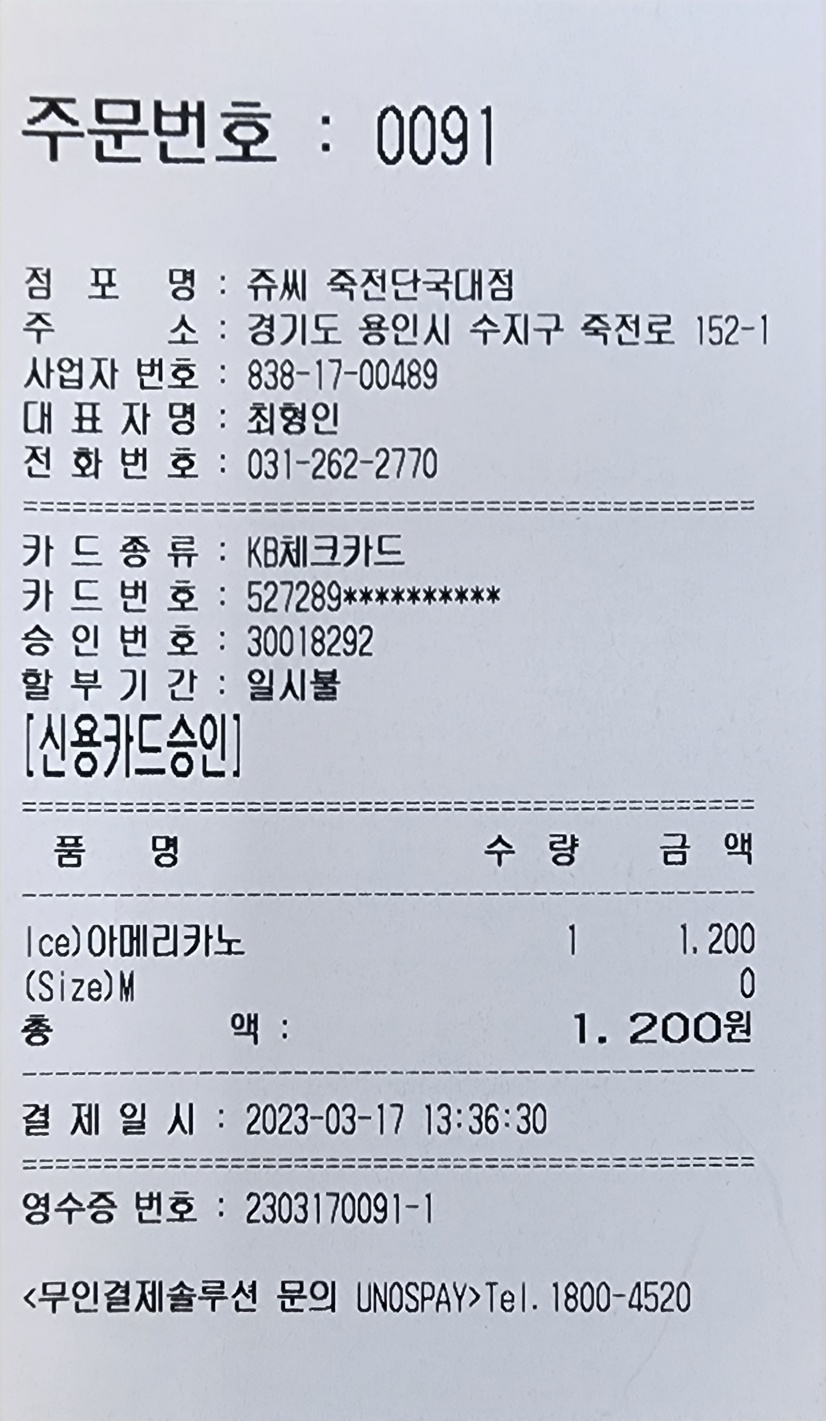 주문번호 : 0091
점 포 명 : 쥬씨 죽전단국대점
주 소 : 경기도 용인시 수지구 죽전로 152-1
사업자 번호 : 838-17-00489
대 표 자 명 : 최형인
전 화 번 호 : 031-262-2770
==============================================
카 드 종 류 : KB체크카드
카 드 번 호 : 527289**********
승 인 번 호 : 30018292
할 부 기 간 : 일시불
[신용카드승인]
==============================================
품 명 수 량 금 액
----------------------------------------------
Ice)아메리카노 1 1.200
(Size)M 0
총 액 : 1. 200원
----------------------------------------------
결 제 일 시 : 2023-03-17 13:36:30
==============================================
영수증 번호 : 2303170091-1
<무인결제솔루션 문의 UNOSPAY>Tel. 1800-4520